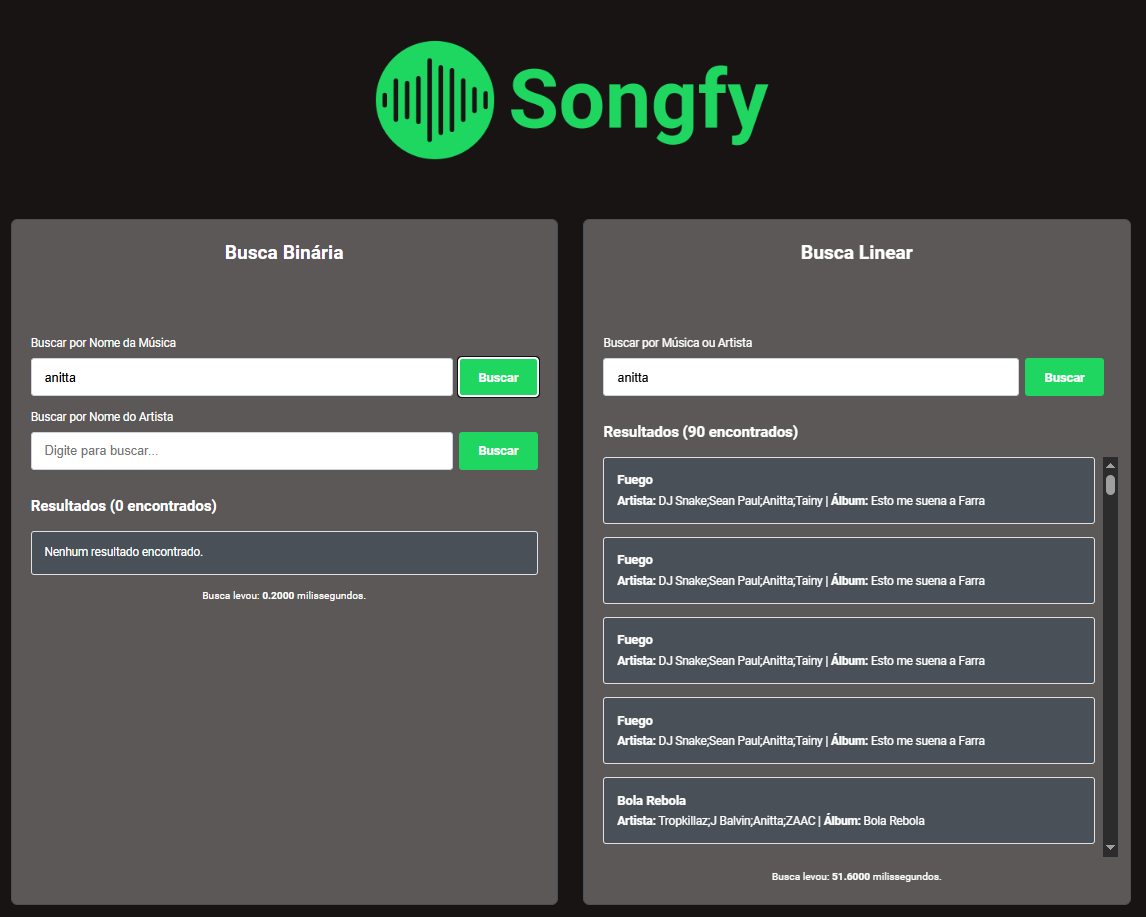 Songfy
Busca Binária
Buscar por Nome da Música
anitta
Buscar
Buscar por Nome do Artista
Digite para buscar...
Buscar
Resultados (0 encontrados)
Nenhum resultado encontrado.
Busca levou: 0.2000 milissegundos.
Busca Linear
Buscar por Música ou Artista
anitta
Buscar
Resultados (90 encontrados)
Fuego
Artista: DJ Snake;Sean Paul;Anitta;Tainy | Álbum: Esto me suena a Farra
Fuego
Artista: DJ Snake;Sean Paul;Anitta;Tainy | Álbum: Esto me suena a Farra
Fuego
Artista: DJ Snake;Sean Paul;Anitta;Tainy | Álbum: Esto me suena a Farra
Fuego
Artista: DJ Snake;Sean Paul;Anitta;Tainy | Álbum: Esto me suena a Farra
Bola Rebola
Artista: Tropkillaz;J Balvin;Anitta;ZAAC | Álbum: Bola Rebola
Busca levou: 51.6000 milissegundos.